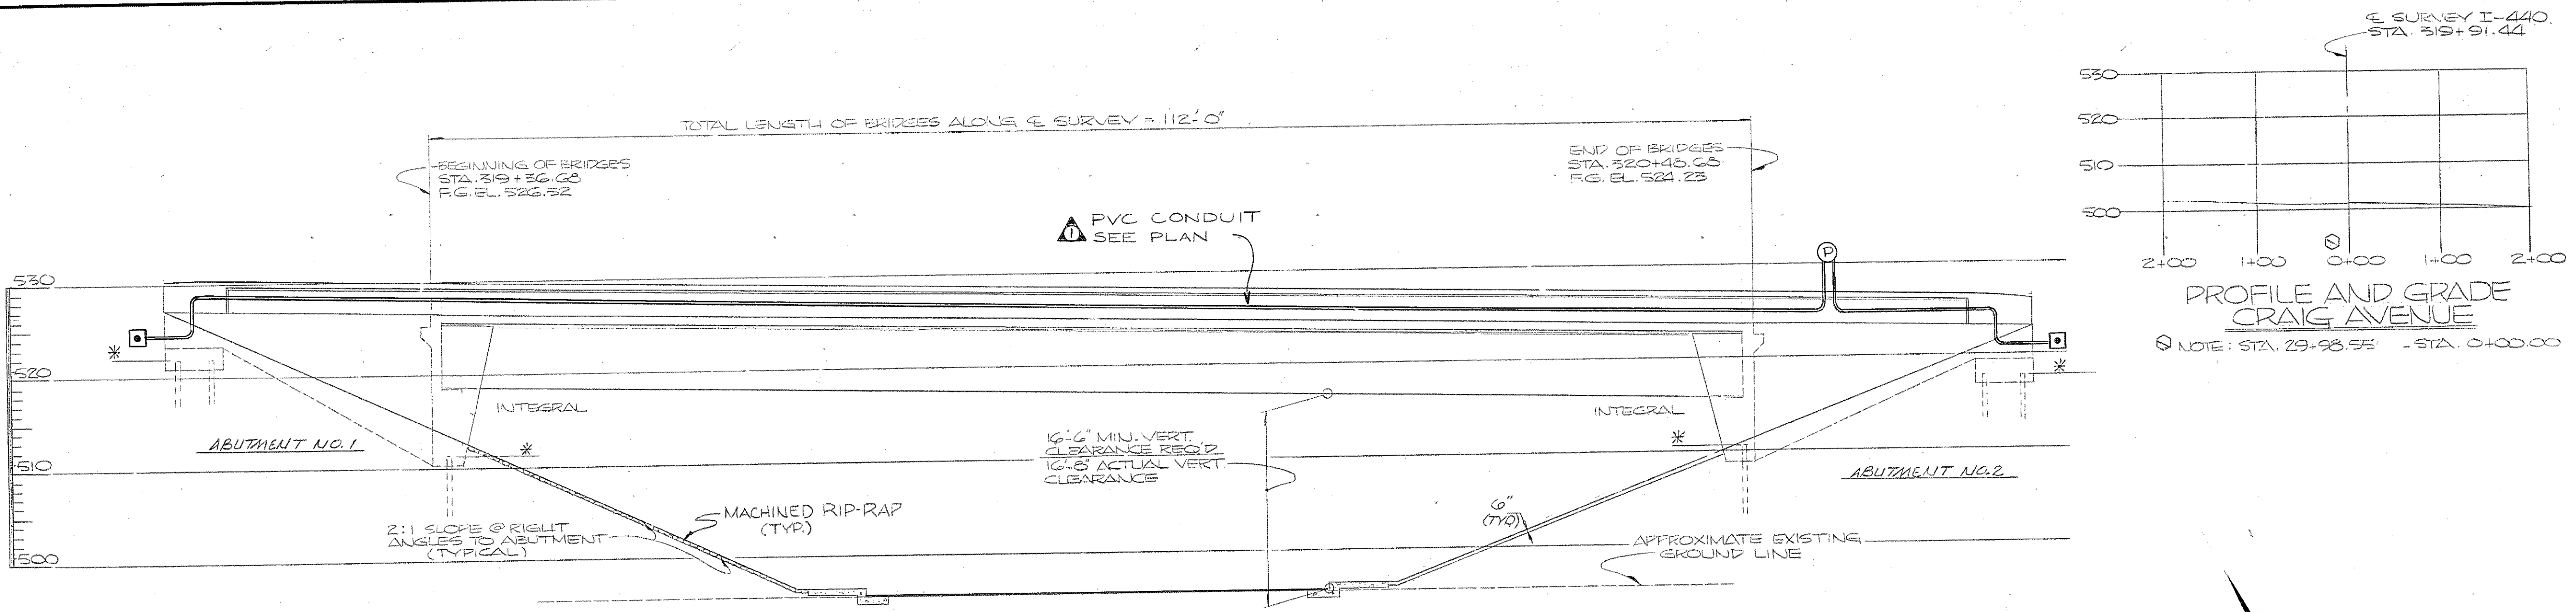 ℄ SURVEY I-440
STA. 319+91.44
530
520
510
500
2+00 1+00 0+00 1+00 2+00
PROFILE AND GRADE
CRAIG AVENUE
NOTE: STA. 29+98.55 - STA. 0+00.00
TOTAL LENGTH OF BRIDGES ALONG ℄ SURVEY = 112'-0"
BEGINNING OF BRIDGES
STA. 319+36.68
F.G. EL. 526.32
END OF BRIDGES
STA. 320+48.68
F.G. EL. 524.23
1 PVC CONDUIT
SEE PLAN
P
530
520
510
500
*
*
*
*
INTEGRAL
INTEGRAL
ABUTMENT NO. 1
ABUTMENT NO. 2
16'-6" MIN. VERT.
CLEARANCE REQ'D
16'-8" ACTUAL VERT.
CLEARANCE
2:1 SLOPE @ RIGHT
ANGLES TO ABUTMENT
(TYPICAL)
MACHINED RIP-RAP
(TYP.)
6"
(TYP.)
APPROXIMATE EXISTING
GROUND LINE